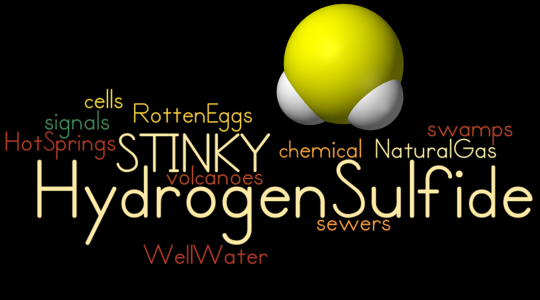 cells
RottenEggs
signals
swamps
HotSprings
STINKY
chemical
NaturalGas
volcanoes
HydrogenSulfide
sewers
WellWater